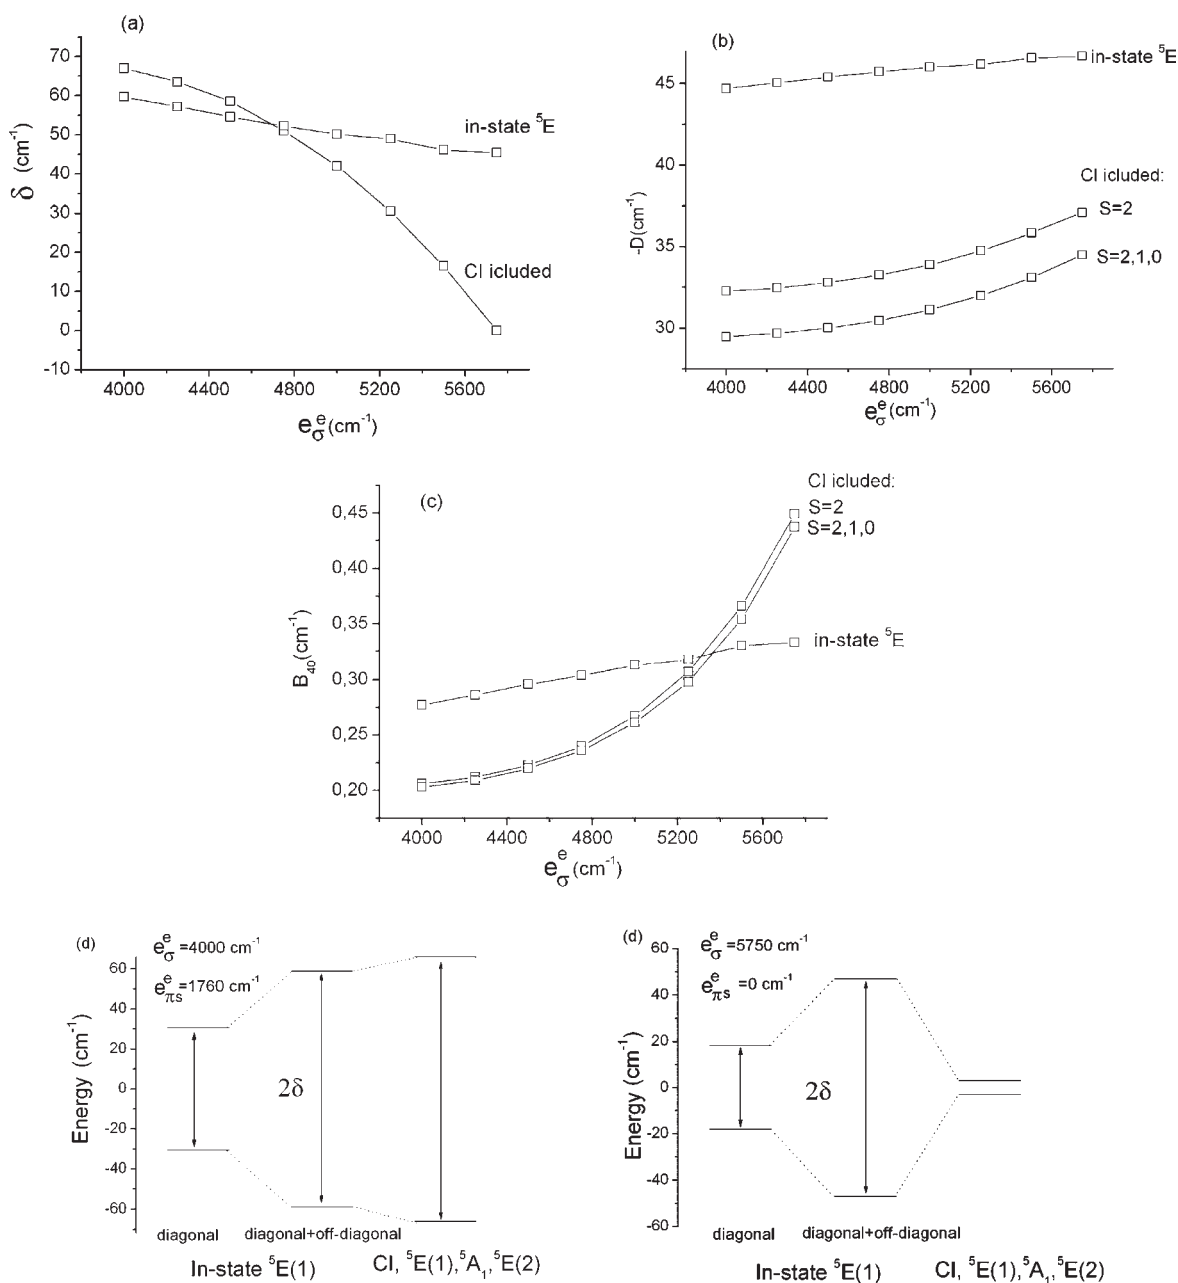 (a)
70
60
50
40
30
20
10
0
-10
δ (cm⁻¹)
in-state ⁵E
CI icluded
4000 4400 4800 5200 5600
eσᵉ(cm⁻¹)
(b)
45
40
35
30
-D(cm⁻¹)
in-state ⁵E
CI icluded:
S=2
S=2,1,0
4000 4400 4800 5200 5600
eσᵉ(cm⁻¹)
(c)
0,45
0,40
0,35
0,30
0,25
0,20
B₄₀(cm⁻¹)
CI icluded:
S=2
S=2,1,0
in-state ⁵E
4000 4400 4800 5200 5600
eσᵉ(cm⁻¹)
(d)
eσᵉ=4000 cm⁻¹
eπsᵉ=1760 cm⁻¹
60
40
20
0
-20
-40
-60
Energy (cm⁻¹)
2δ
diagonal diagonal+off-diagonal
In-state ⁵E(1) CI, ⁵E(1),⁵A₁,⁵E(2)
(d)
eσᵉ=5750 cm⁻¹
eπsᵉ =0 cm⁻¹
60
40
20
0
-20
-40
-60
Energy (cm⁻¹)
2δ
diagonal diagonal+off-diagonal
In-state ⁵E(1) CI, ⁵E(1),⁵A₁,⁵E(2)